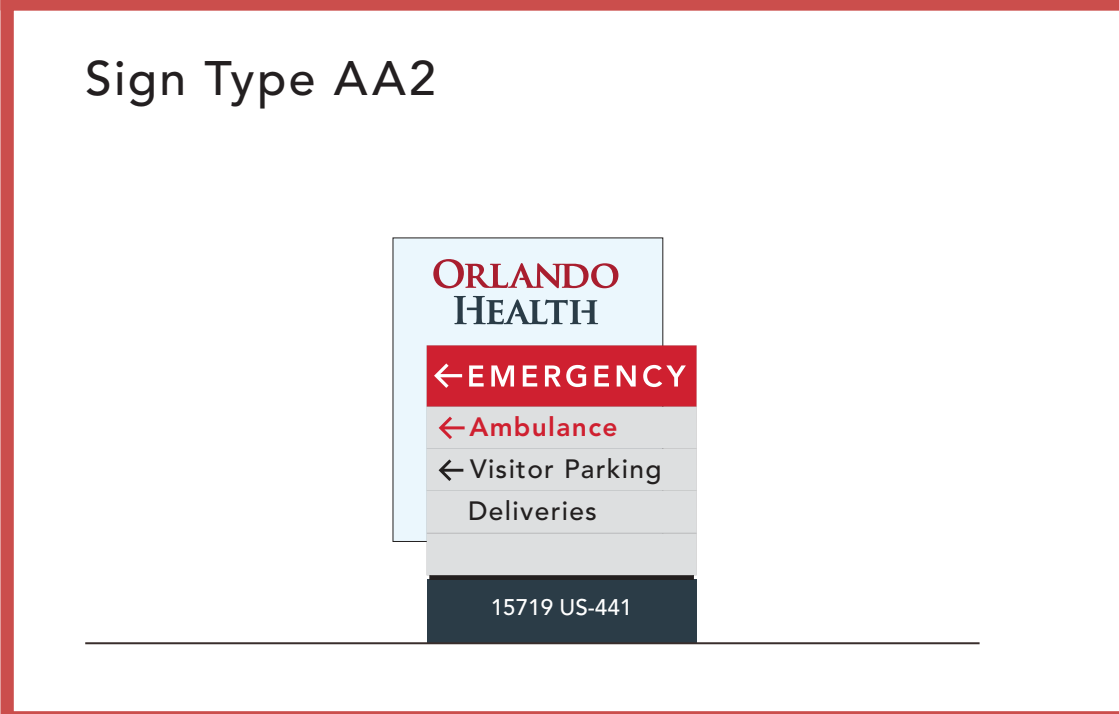 Sign Type AA2
ORLANDO
HEALTH
←EMERGENCY
←Ambulance
←Visitor Parking
Deliveries
15719 US-441